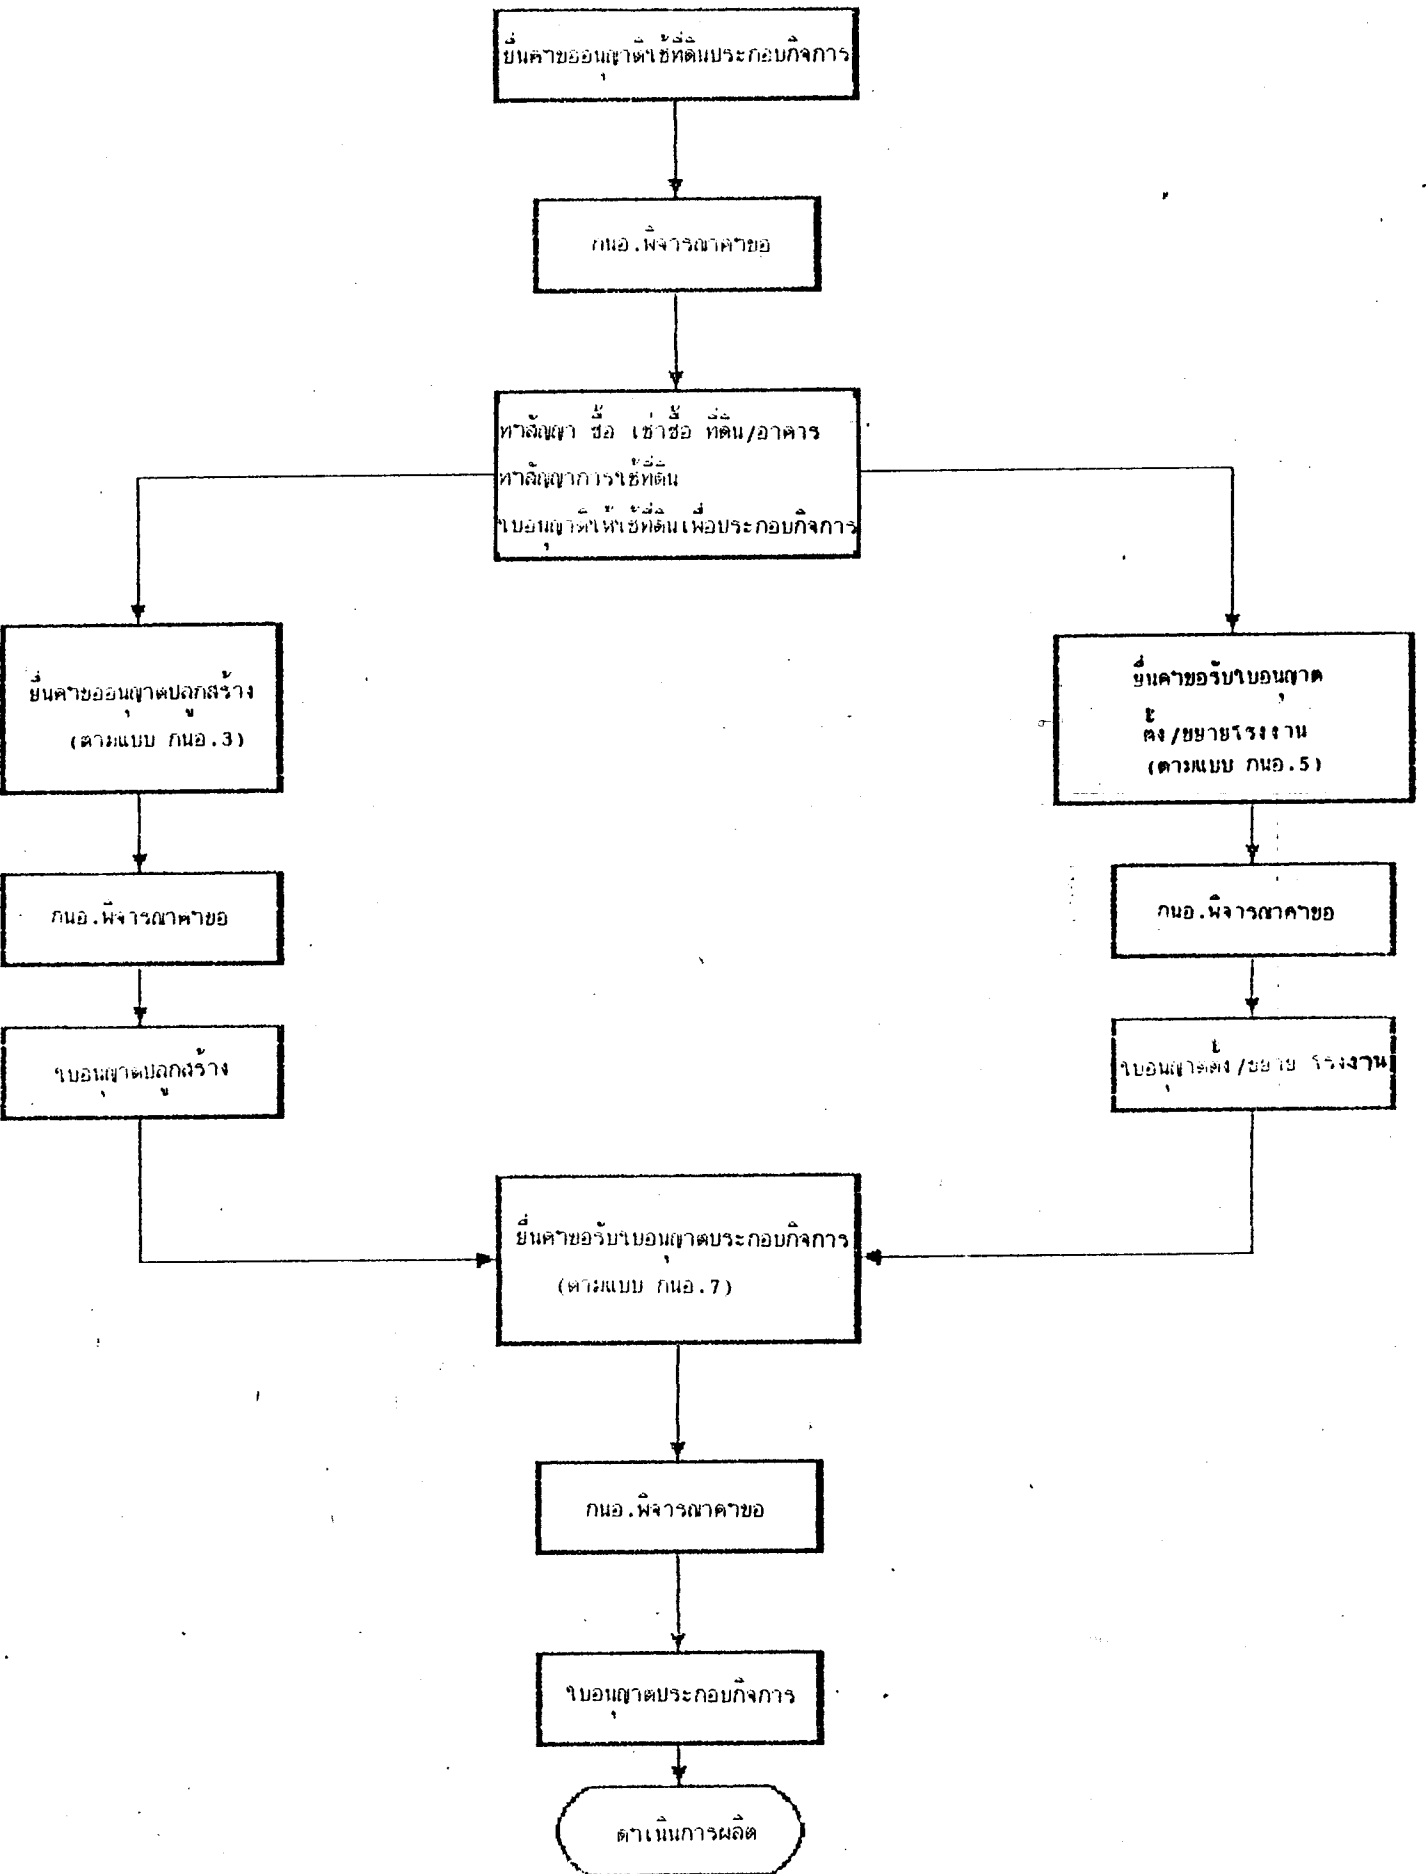 ยื่นคำขออนุญาตใช้ที่ดินประกอบกิจการ
กนอ.พิจารณาคำขอ
ทำสัญญา ซื้อ เช่าซื้อ ที่ดิน/อาคาร
ทำสัญญาการใช้ที่ดิน
ใบอนุญาตให้ใช้ที่ดินเพื่อประกอบกิจการ
ยื่นคำขออนุญาตปลูกสร้าง
(ตามแบบ กนอ.3)
กนอ.พิจารณาคำขอ
ใบอนุญาตปลูกสร้าง
ยื่นคำขอรับใบอนุญาต
ตั้ง/ขยายโรงงาน
(ตามแบบ กนอ.5)
กนอ.พิจารณาคำขอ
ใบอนุญาตตั้ง/ขยาย โรงงาน
ยื่นคำขอรับใบอนุญาตประกอบกิจการ
(ตามแบบ กนอ.7)
กนอ.พิจารณาคำขอ
ใบอนุญาตประกอบกิจการ
ดำเนินการผลิต